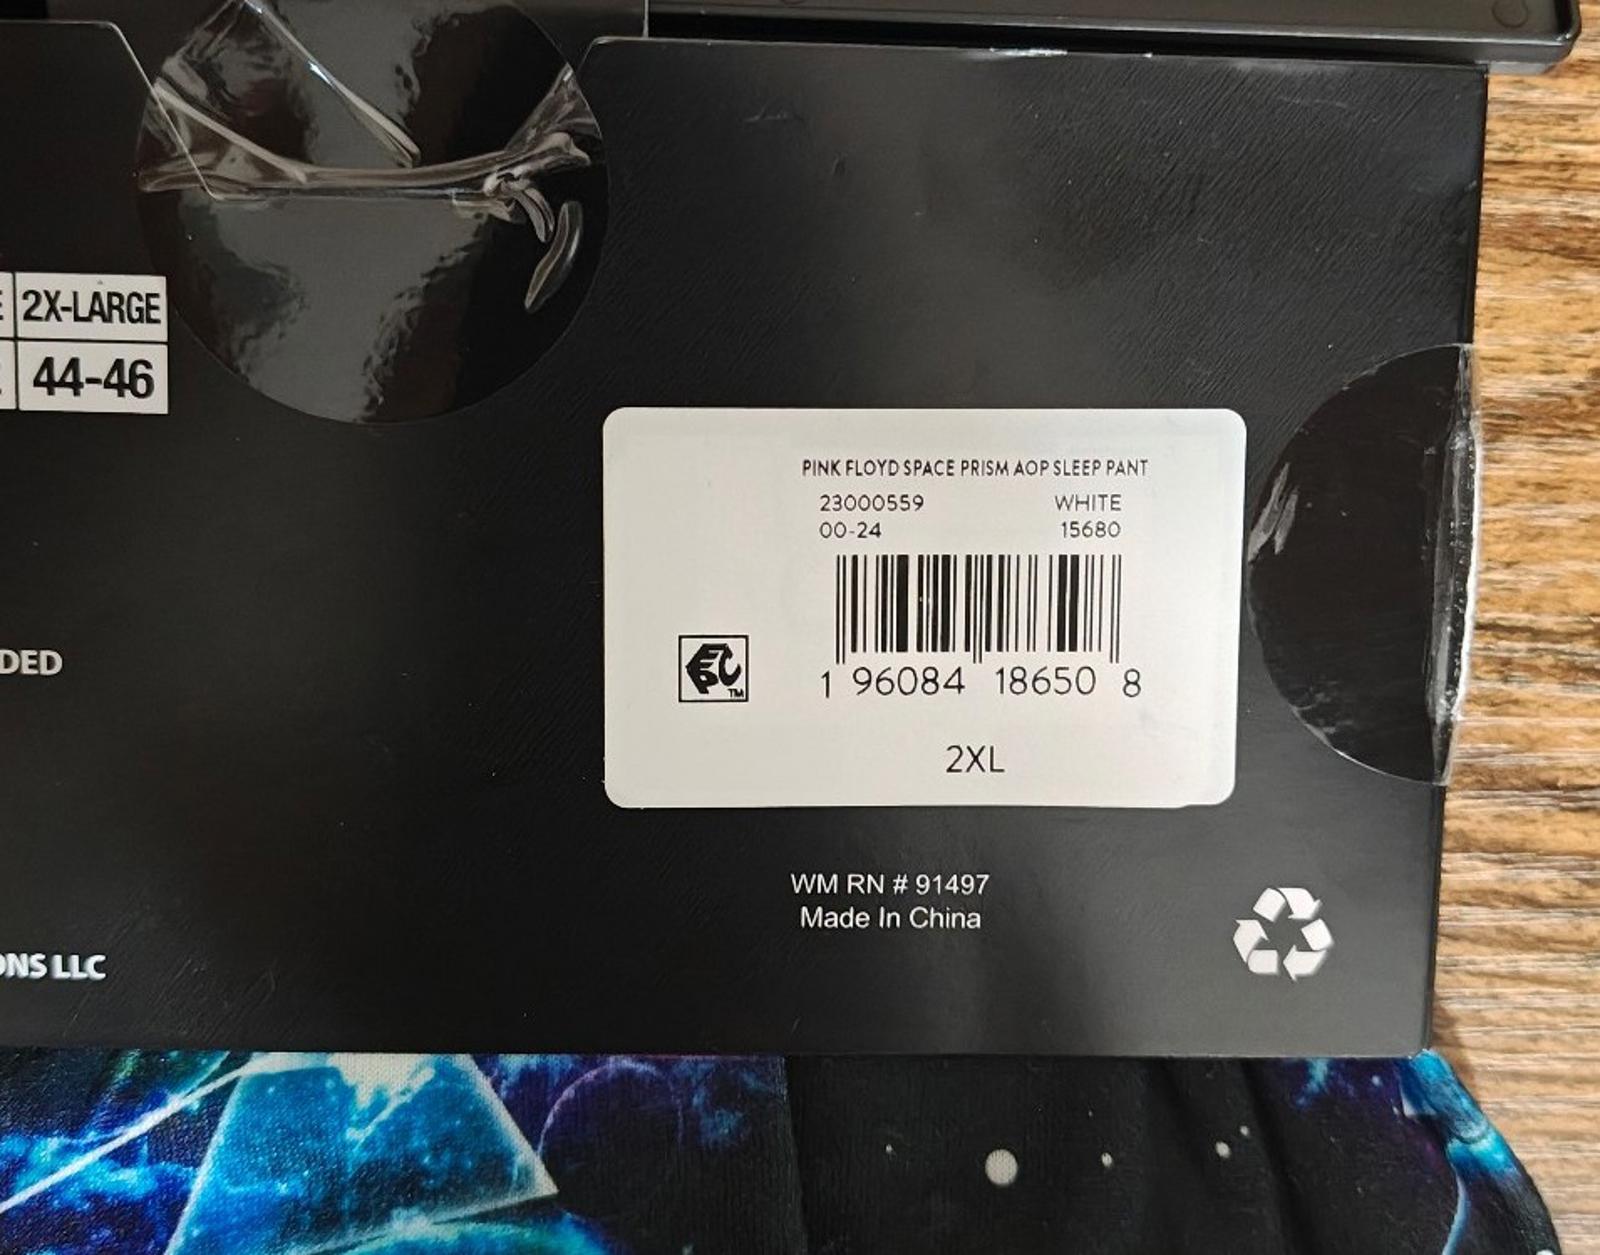 2X-LARGE
44-46
PINK FLOYD SPACE PRISM AOP SLEEP PANT
23000559 WHITE
00-24 15680
1 96084 18650 8
TM
2XL
DED
WM RN # 91497
Made In China
ONS LLC